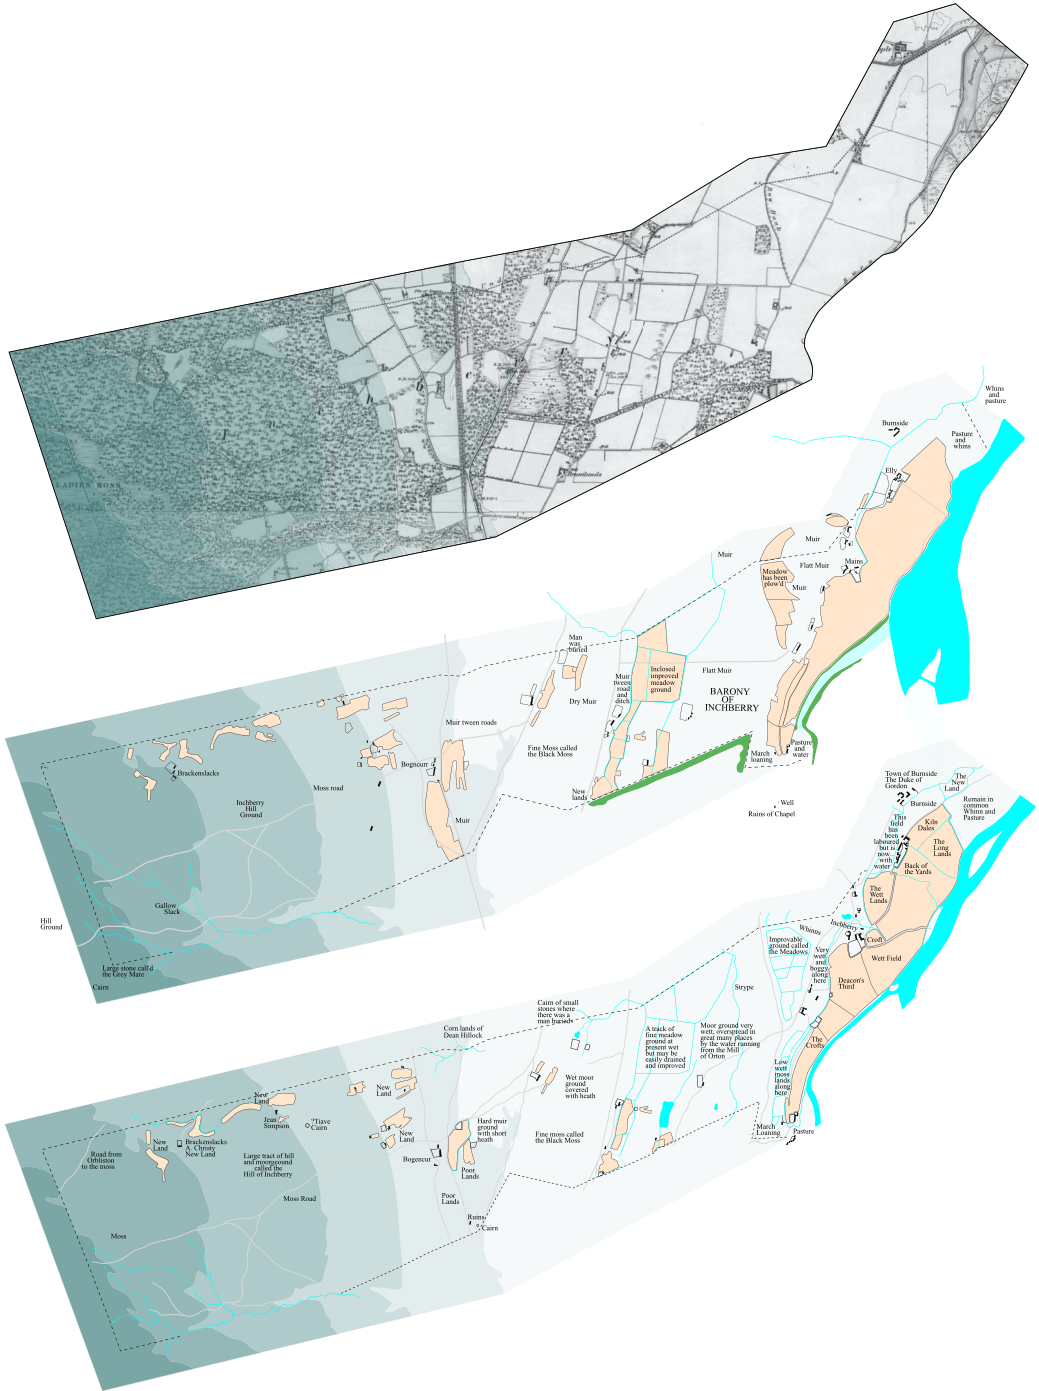 LADIES MOSS
Whins
and
pasture
Burnside
Pasture
and
whins
Elly
Muir
Muir
Flatt Muir
Mains
Meadow
has been
plow'd
Muir
Man
was
buried
Muir
tween
road
and
ditch
Inclosed
improved
meadow
ground
Flatt Muir
BARONY
OF
INCHBERRY
Dry Muir
Muir tween roads
Fine Moss called
the Black Moss
Pasture
and
water
March
loaning
New
lands
Well
Ruins of Chapel
Bogncur
Brackenslacks
Moss road
Inchberry
Hill
Ground
Muir
Gallow
Slack
Hill
Ground
Large stone call'd
the Grey Mare
Cairn
Town of Burnside
The Duke of
Gordon
The
New
Land
Burnside
Remain in
common
Whinn and
Pasture
This
field
has
been
laboured
but is
now
with
water
Kiln
Dales
The
Long
Lands
Back of
the Yards
The
Wett
Lands
Inchberry
Croft
Whinns
Wett Field
Improvable
ground called
the Meadows
Very
wett
and
boggy
along
here
Deacon's
Third
Strype
Cairn of small
stones where
there was a
man buried
Corn lands of
Dean Hillock
A track of
fine meadow
ground at
present wet
but may be
easily drained
and improved
Moor ground very
wett, overspread in
great many places
by the waler running
from the Mill
of Orton
The
Crofts
Low
wett
moss
lands
along
here
Wet moor
ground
covered
with heath
New
Land
New
Land
Jean
Simpson
?Tiave
Cairn
Hard muir
ground
with short
heath
March
Loaning
Pasture
Fine moss called
the Black Moss
New
Land
Brackenslacks
A. Christy
New Land
New
Land
Road from
Orbliston
to the moss
Large tract of hill
and moorground
called the
Hill of Inchberry
Bogencur
Poor
Lands
Moss Road
Poor
Lands
Ruins
Cairn
Moss